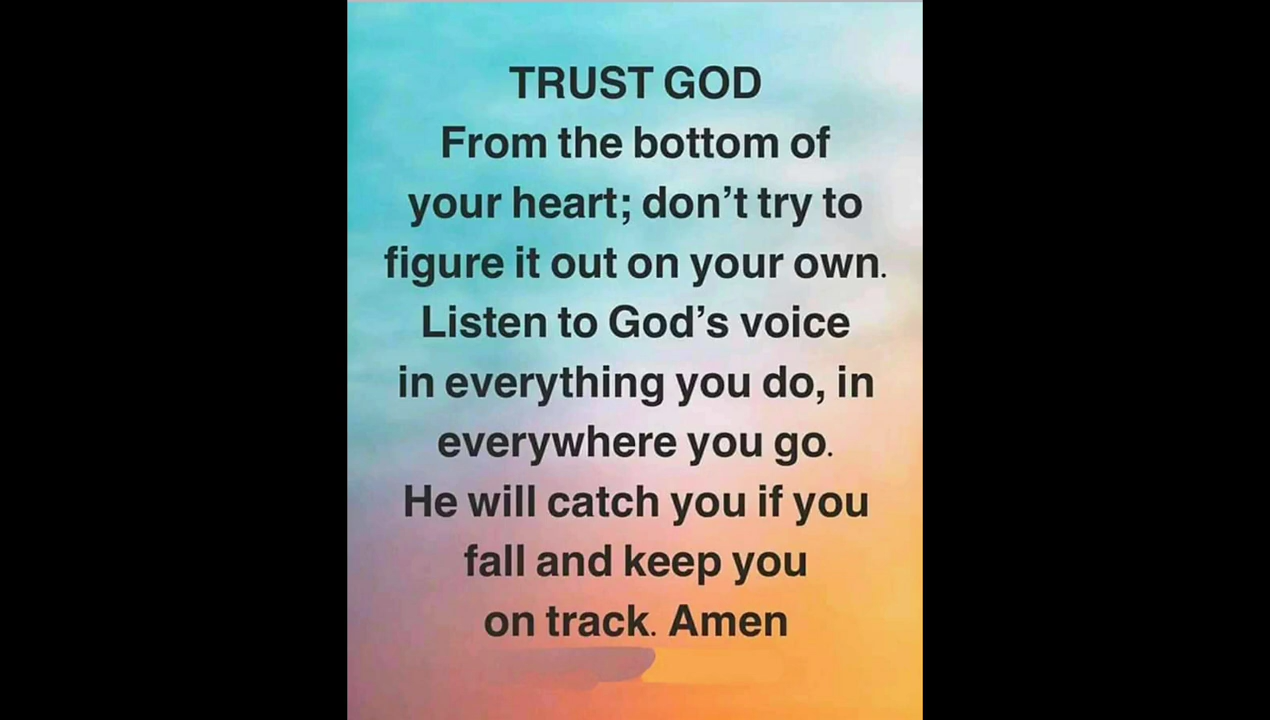 TRUST GOD
From the bottom of
your heart; don’t try to
figure it out on your own.
Listen to God’s voice
in everything you do, in
everywhere you go.
He will catch you if you
fall and keep you
on track. Amen